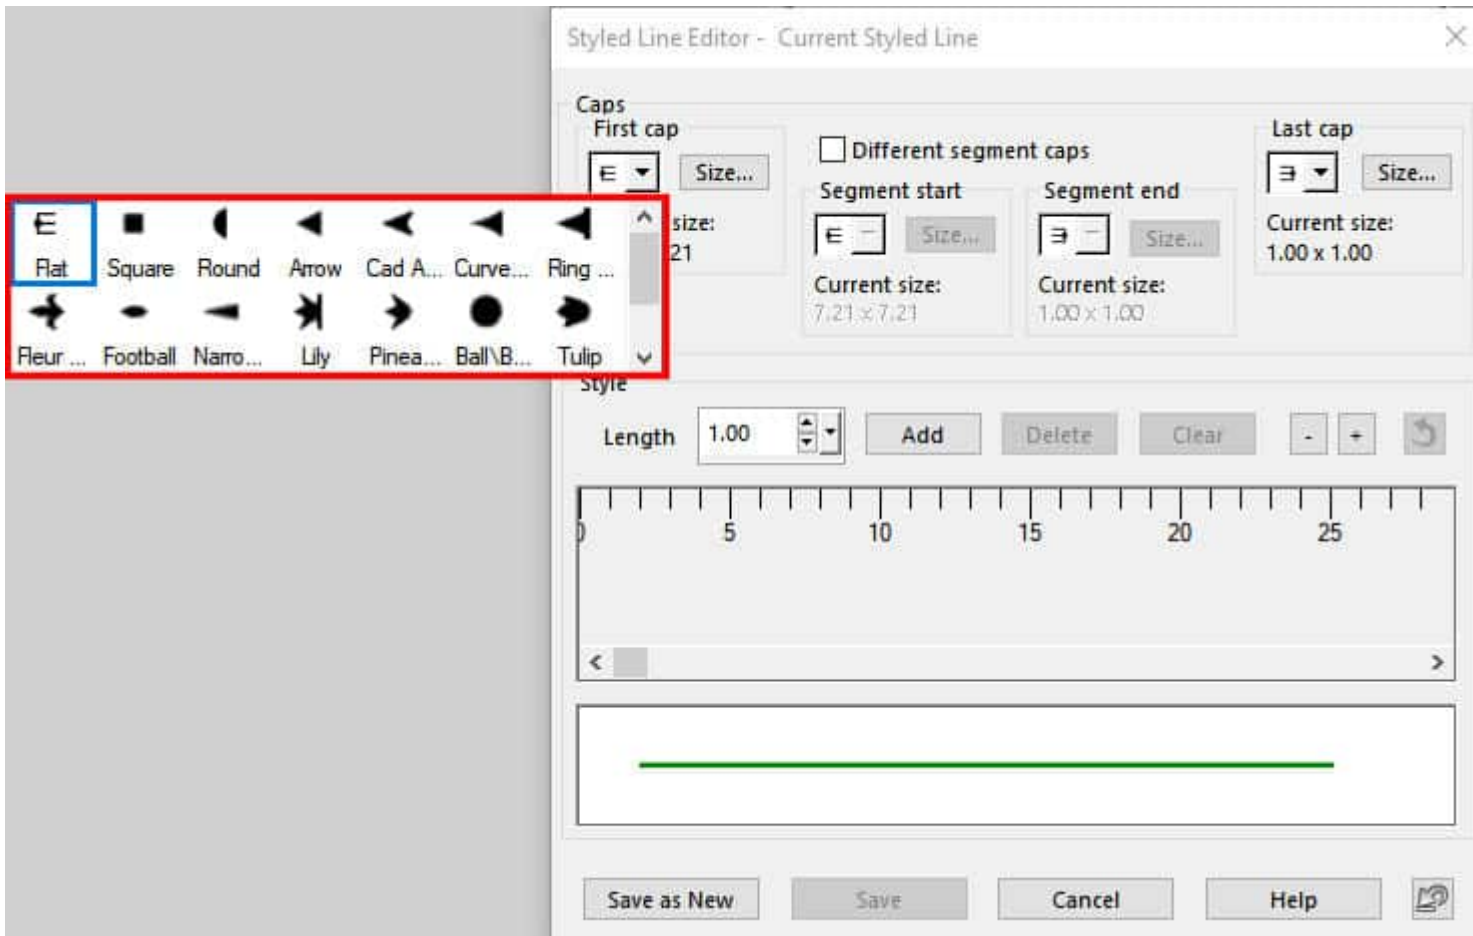 Styled Line Editor - Current Styled Line
Caps
First cap
Size...
size:
21
Different segment caps
Segment start
Size...
Current size:
7.21 x 7.21
Segment end
Size...
Current size:
1.00 x 1.00
Last cap
Size...
Current size:
1.00 x 1.00
Flat Square Round Arrow Cad A... Curve... Ring ...
Fleur ... Football Narro... Lily Pinea... Ball\B... Tulip
Style
Length 1.00 Add Delete Clear - +
0 5 10 15 20 25
Save as New Save Cancel Help